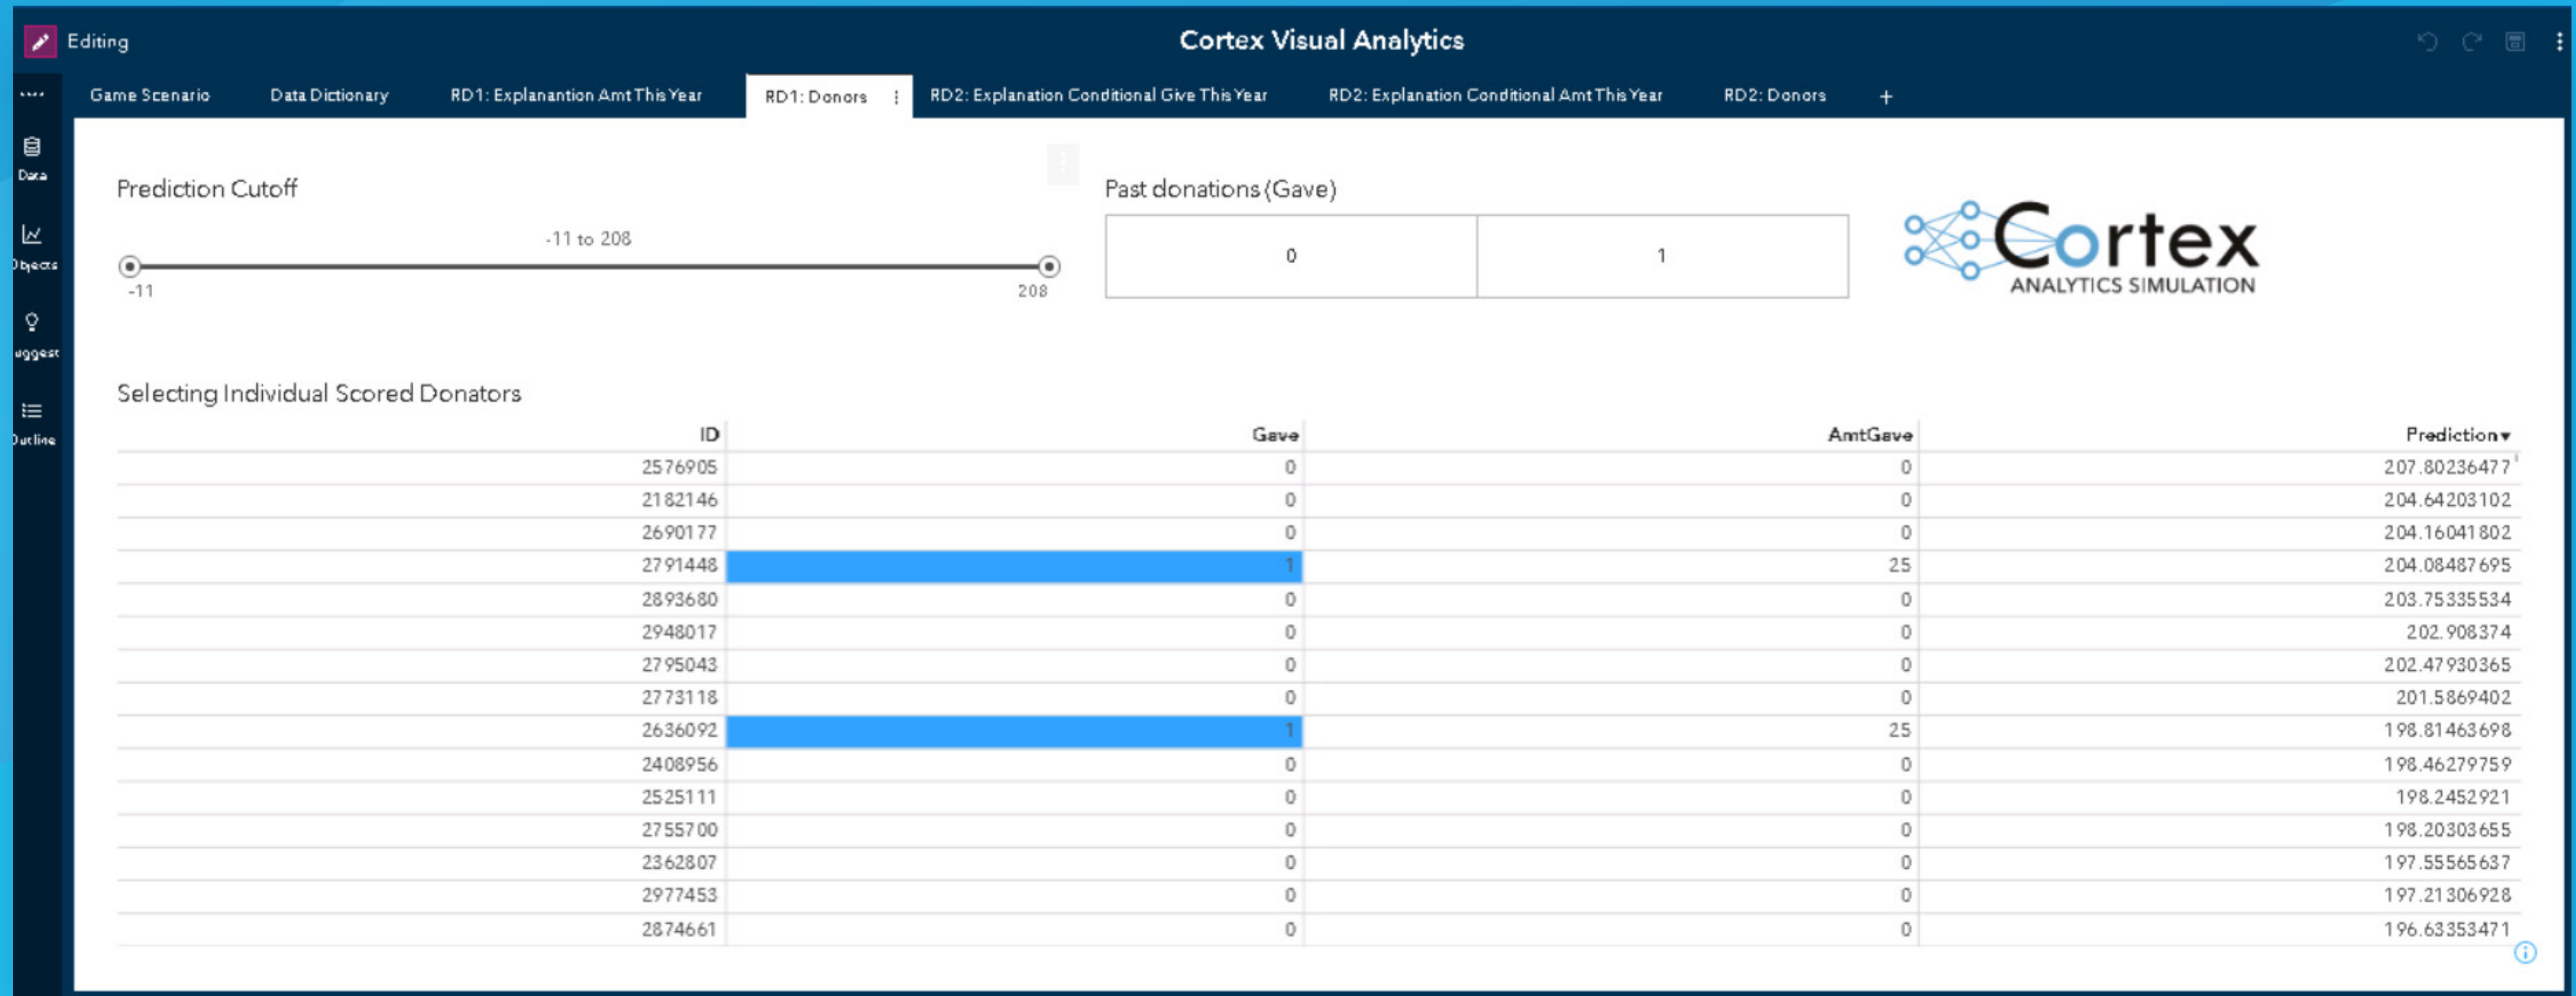 Editing
Cortex Visual Analytics
Game Scenario Data Dictionary RD1: Explanantion Amt This Year RD1: Donors RD2: Explanation Conditional Give This Year RD2: Explanation Conditional Amt This Year RD2: Donors +
Data
Objects
uggest
Outline
Prediction Cutoff
-11 to 208
-11 208
Past donations (Gave)
0 1
Cortex
ANALYTICS SIMULATION
Selecting Individual Scored Donators
ID Gave AmtGave Prediction▼
2576905 0 0 207.80236477
2182146 0 0 204.64203102
2690177 0 0 204.16041802
2791448 1 25 204.08487695
2893680 0 0 203.75335534
2948017 0 0 202.908374
2795043 0 0 202.47930365
2773118 0 0 201.5869402
2636092 1 25 198.81463698
2408956 0 0 198.46279759
2525111 0 0 198.2452921
2755700 0 0 198.20303655
2362807 0 0 197.55565637
2977453 0 0 197.21306928
2874661 0 0 196.63353471